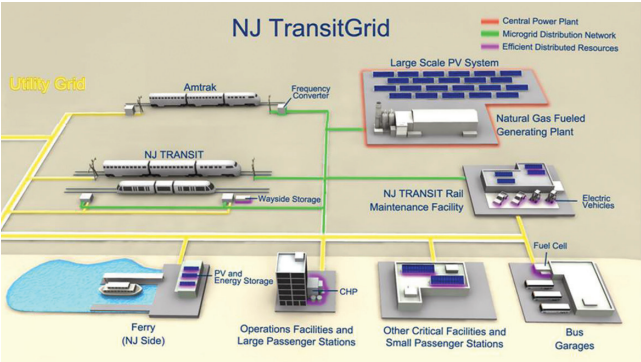 NJ TransitGrid
Central Power Plant
Microgrid Distribution Network
Efficient Distributed Resources
Utility Grid
Amtrak
Frequency
Converter
Large Scale PV System
Natural Gas Fueled
Generating Plant
NJ TRANSIT
Wayside Storage
NJ TRANSIT Rail
Maintenance Facility
Electric
Vehicles
Fuel Cell
PV and
Energy Storage
CHP
Ferry
(NJ Side)
Operations Facilities and
Large Passenger Stations
Other Critical Facilities and
Small Passenger Stations
Bus
Garages